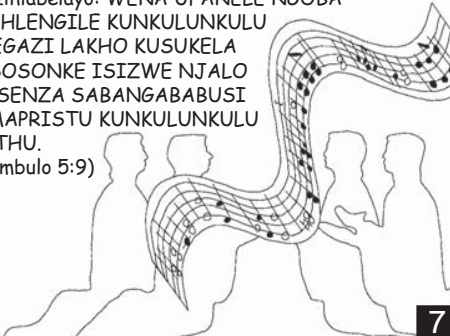 WENA UFANELE NGOBA
HLENGILE KUNKULUNKULU
EGAZI LAKHO KUSUKELA
OSONKE ISIZWE NJALO
SENZA SABANGABABUSI
APRISTU KUNKULUNKULU
THU.
mbulo 5:9)
7